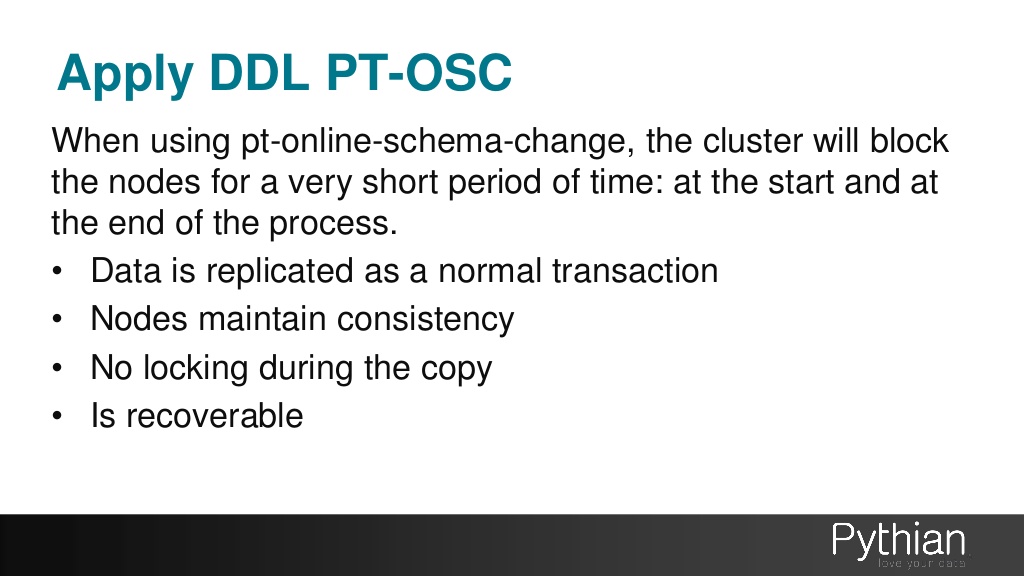 Apply DDL PT-OSC
When using pt-online-schema-change, the cluster will block
the nodes for a very short period of time: at the start and at
the end of the process.
• Data is replicated as a normal transaction
• Nodes maintain consistency
• No locking during the copy
• Is recoverable
Pythian
love your data